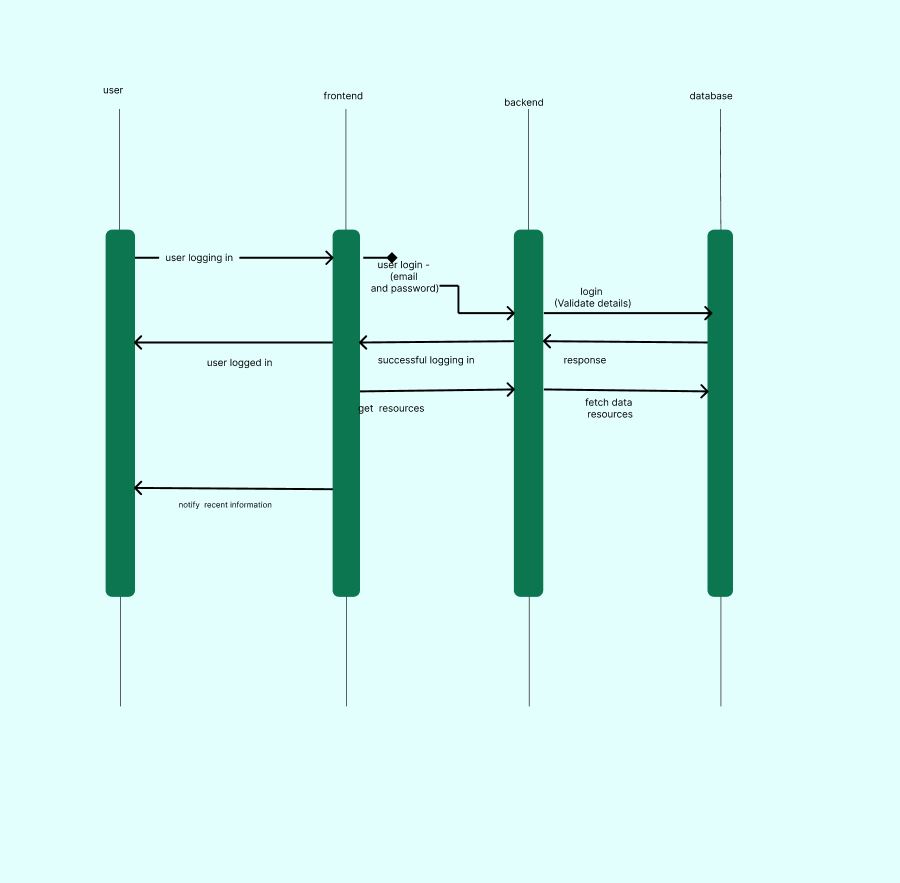 user
frontend
backend
database
user logging in
user login -
(email
and password)
login
(Validate details)
user logged in
successful logging in
response
get  resources
fetch data
resources
notify  recent information